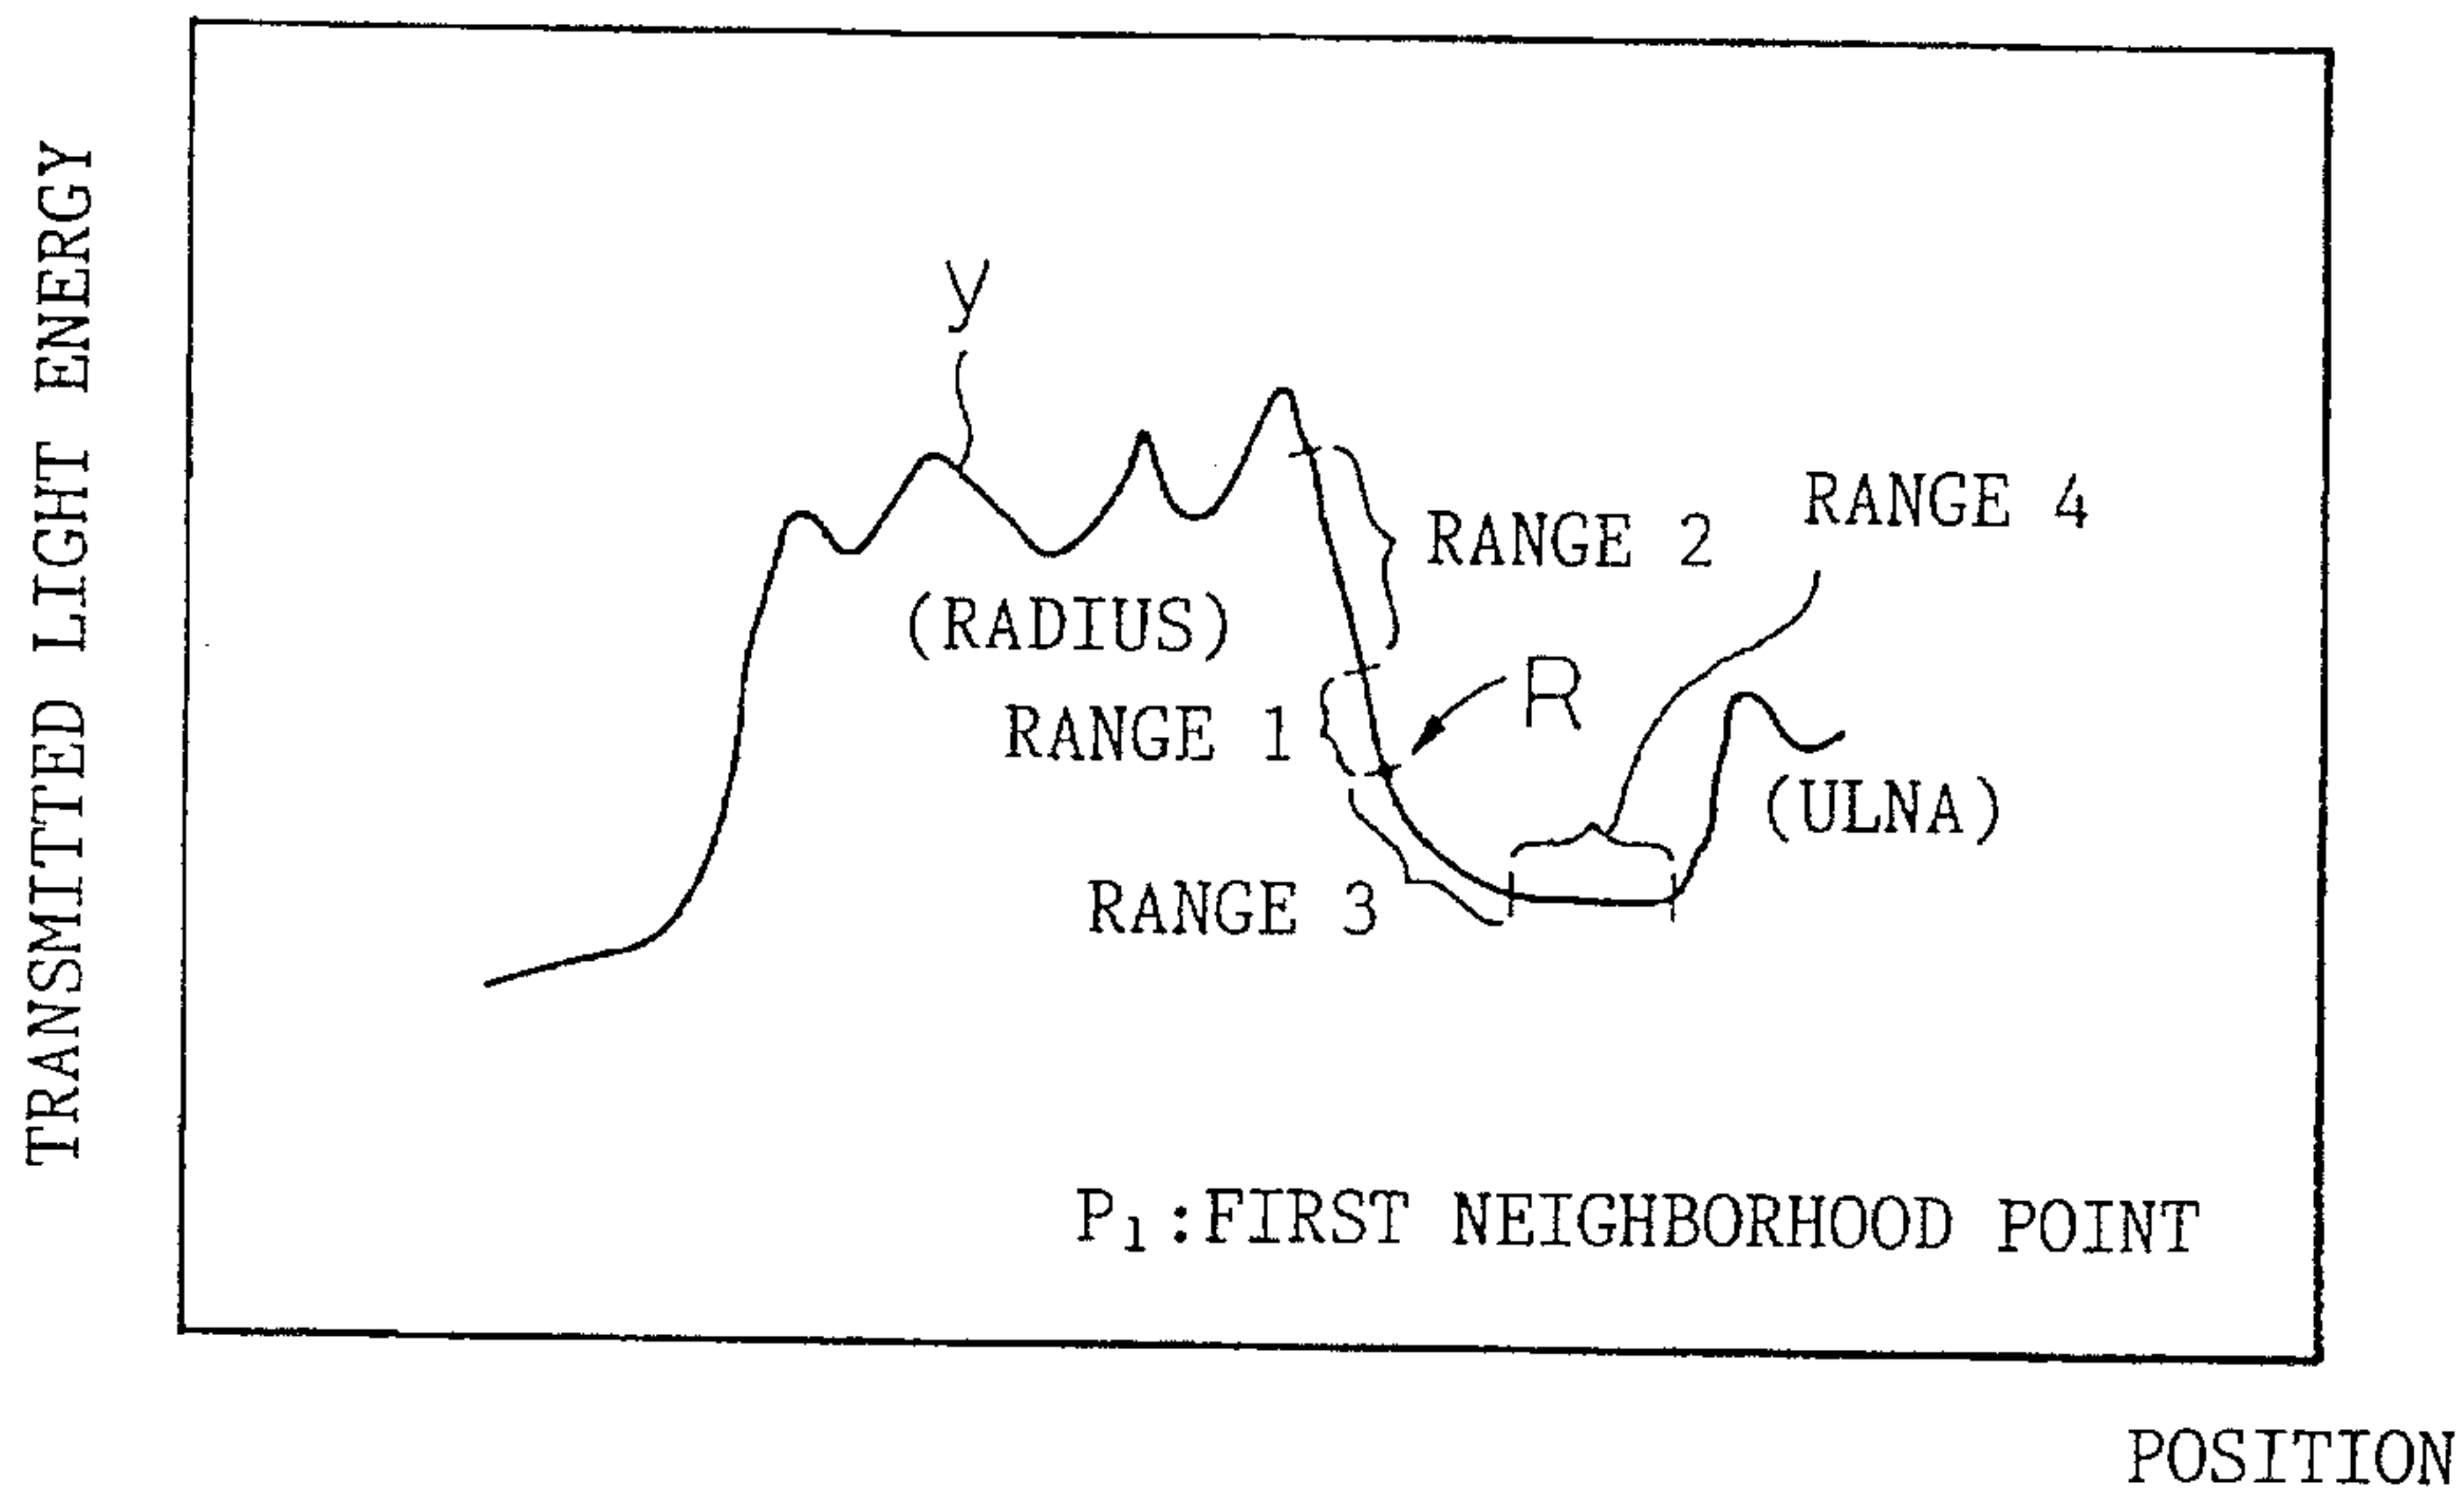 TRANSMITTED LIGHT ENERGY
y
RANGE 4
RANGE 2
(RADIUS)
R
RANGE 1
(ULNA)
RANGE 3
P1:FIRST NEIGHBORHOOD POINT
POSITION